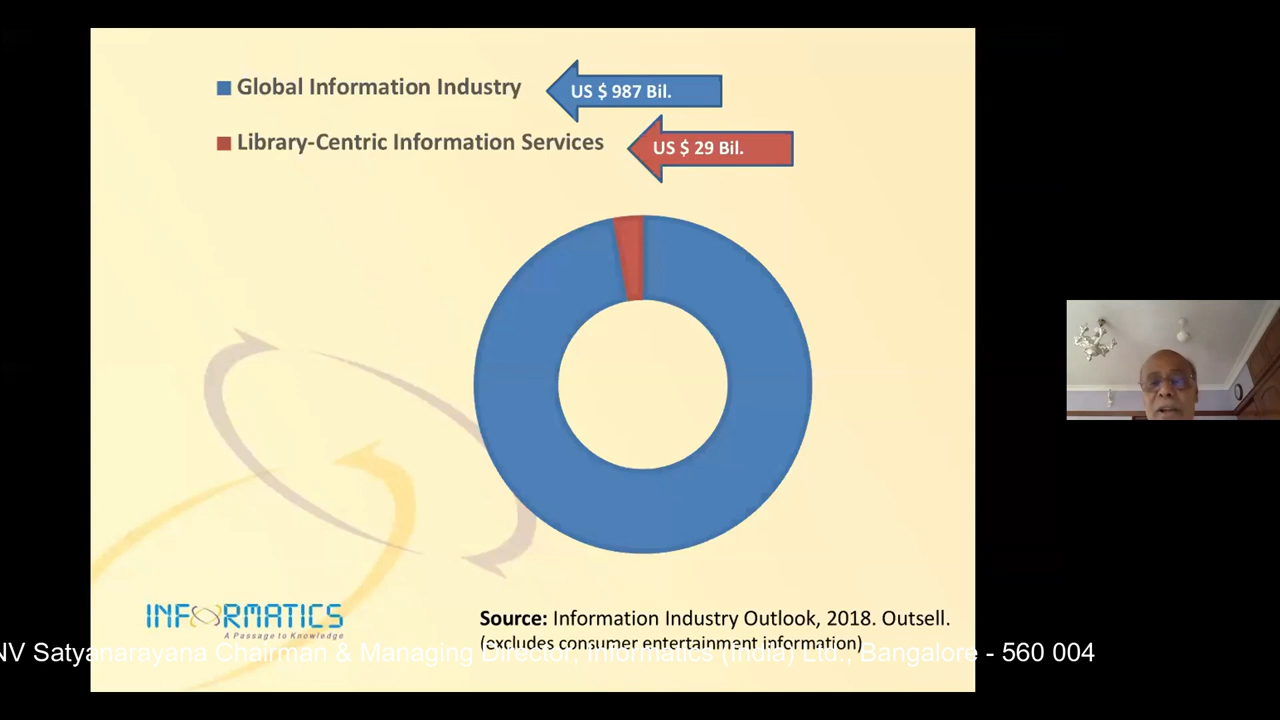 Global Information Industry
US $ 987 Bil.
Library-Centric Information Services
US $ 29 Bil.
INFORMATICS
A Passage to Knowledge
Source: Information Industry Outlook, 2018. Outsell.
(excludes consumer entertainment information)
NV Satyanarayana Chairman & Managing Director, Informatics (India) Ltd., Bangalore - 560 004